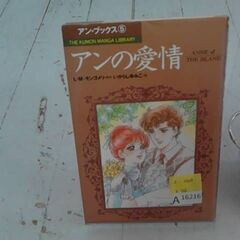 アン・ブックス⑤
THE KUMON MANGA LIBRARY
アンの愛情
ANNE of
THE ISLAND
L・M・モンゴメリ
いがらしゆみこ
A 16216